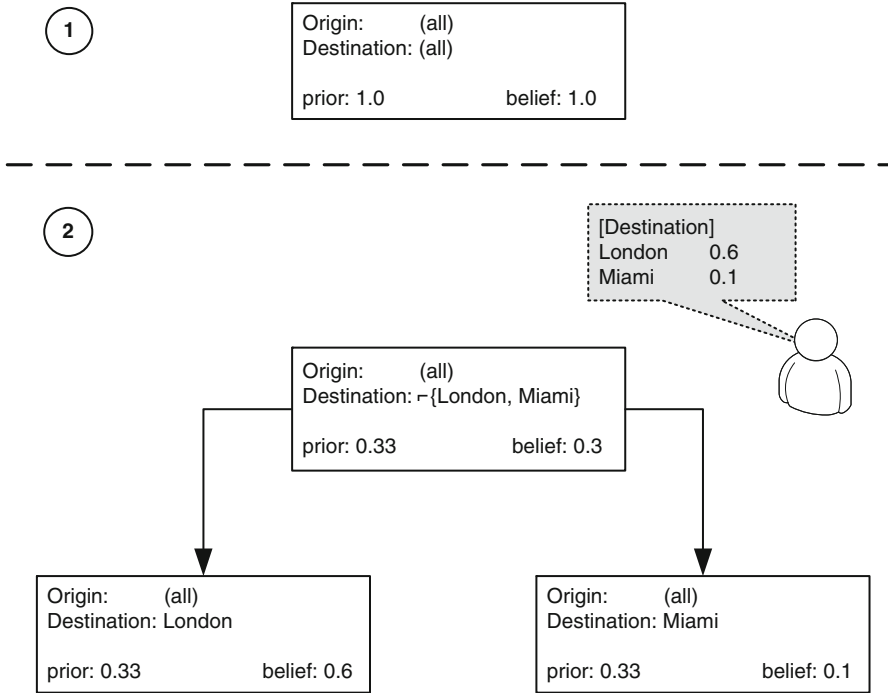 1
Origin: (all)
Destination: (all)
prior: 1.0 belief: 1.0
2
[Destination]
London 0.6
Miami 0.1
Origin: (all)
Destination: ⌐{London, Miami}
prior: 0.33 belief: 0.3
Origin: (all)
Destination: London
prior: 0.33 belief: 0.6
Origin: (all)
Destination: Miami
prior: 0.33 belief: 0.1